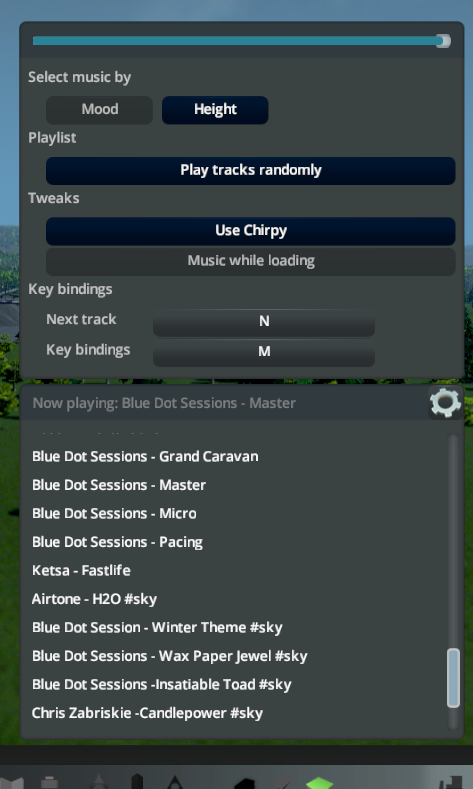 Select music by
Mood Height
Playlist
Play tracks randomly
Tweaks
Use Chirpy
Music while loading
Key bindings
Next track N
Key bindings M
Now playing: Blue Dot Sessions - Master
Blue Dot Sessions - Grand Caravan
Blue Dot Sessions - Master
Blue Dot Sessions - Micro
Blue Dot Sessions - Pacing
Ketsa - Fastlife
Airtone - H2O #sky
Blue Dot Session - Winter Theme #sky
Blue Dot Sessions - Wax Paper Jewel #sky
Blue Dot Sessions -Insatiable Toad #sky
Chris Zabriskie -Candlepower #sky